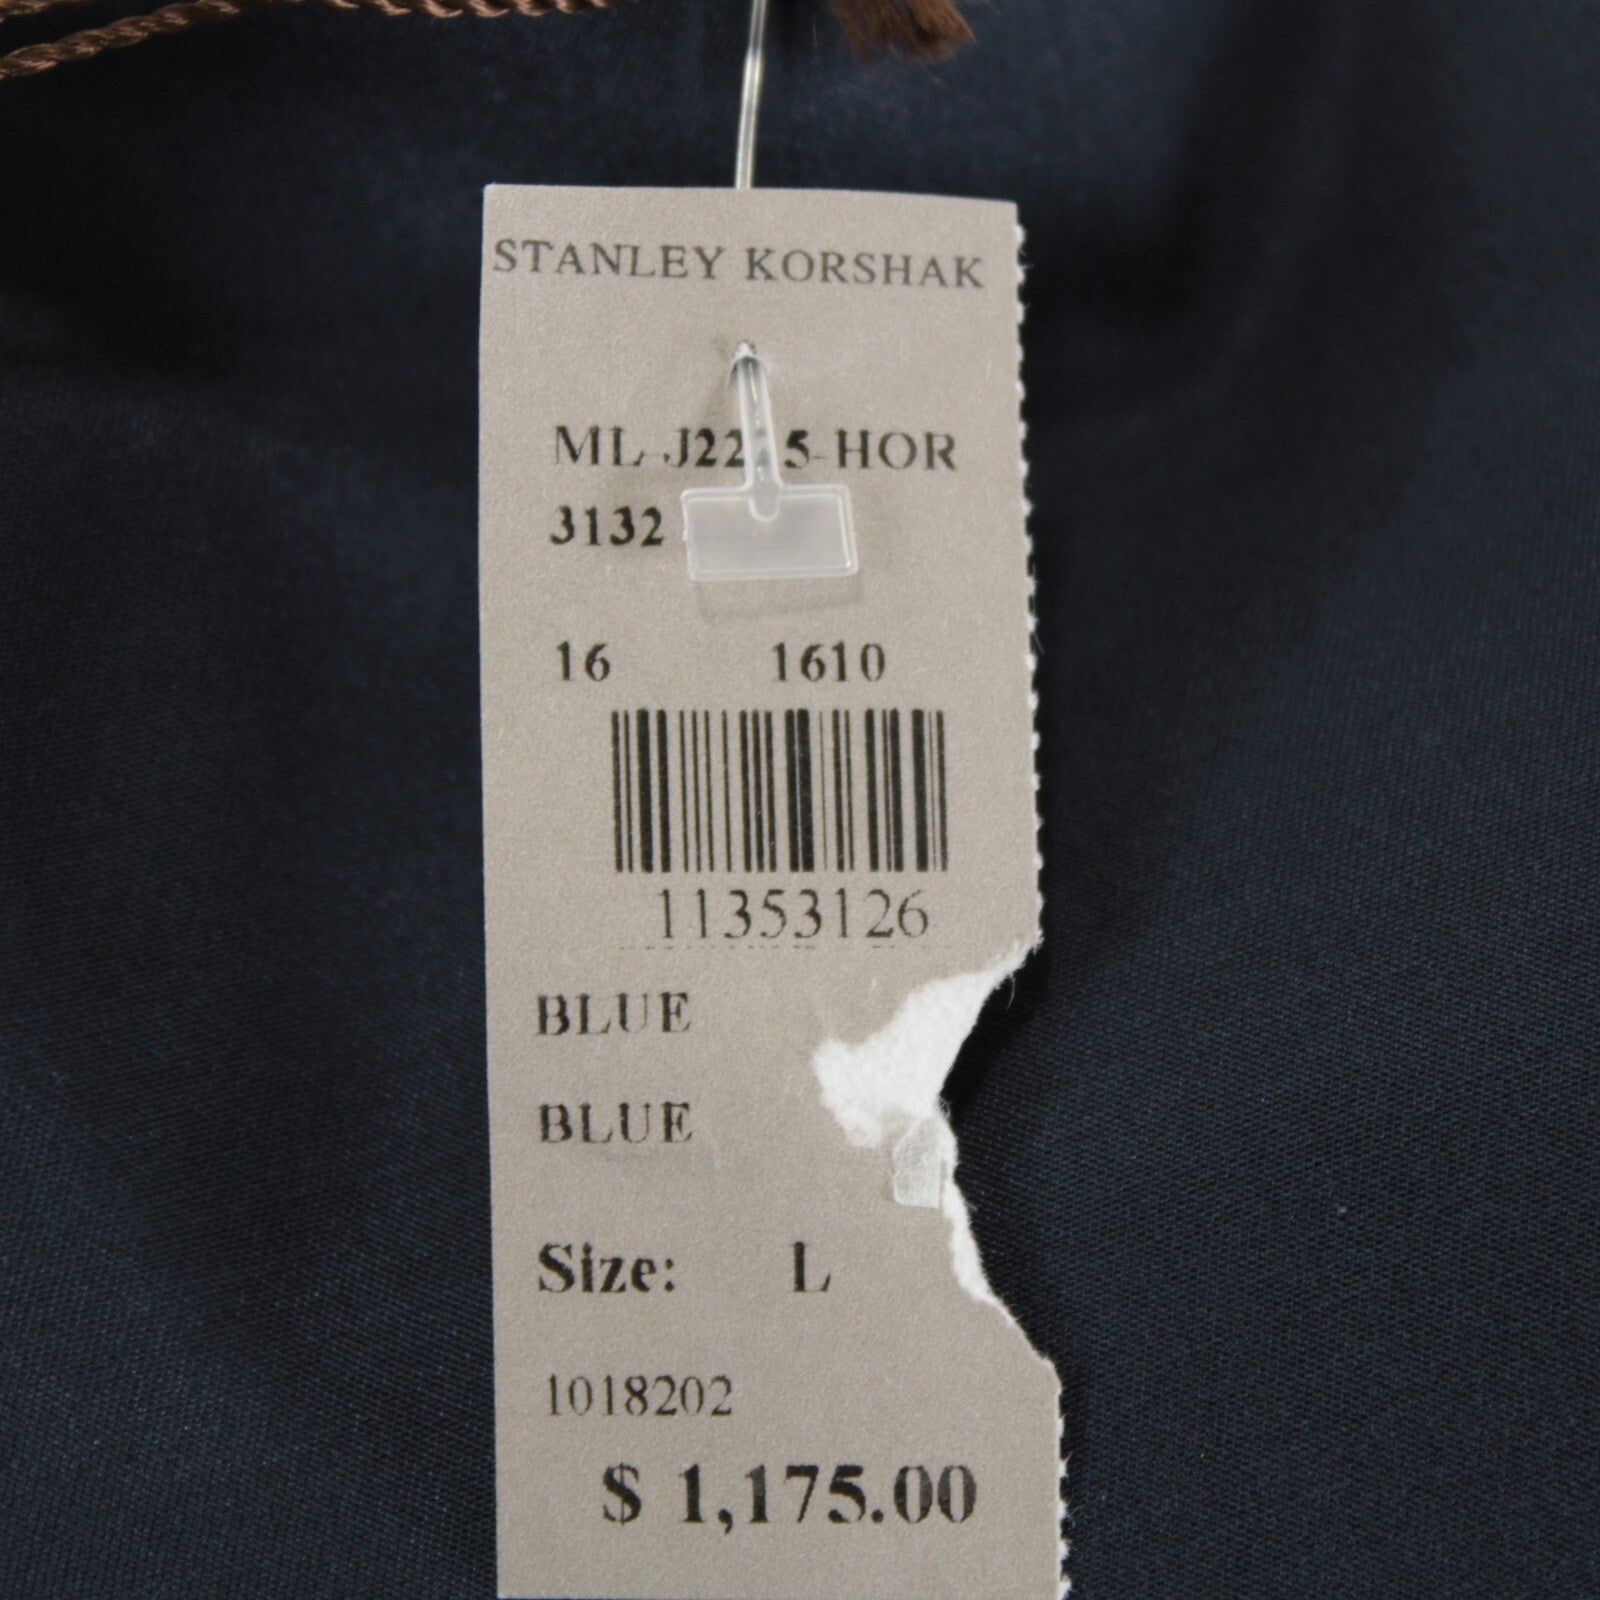 STANLEY KORSHAK
ML-J22 5-HOR
3132
16 1610
11353126
BLUE
BLUE
Size: L
1018202
$ 1,175.00